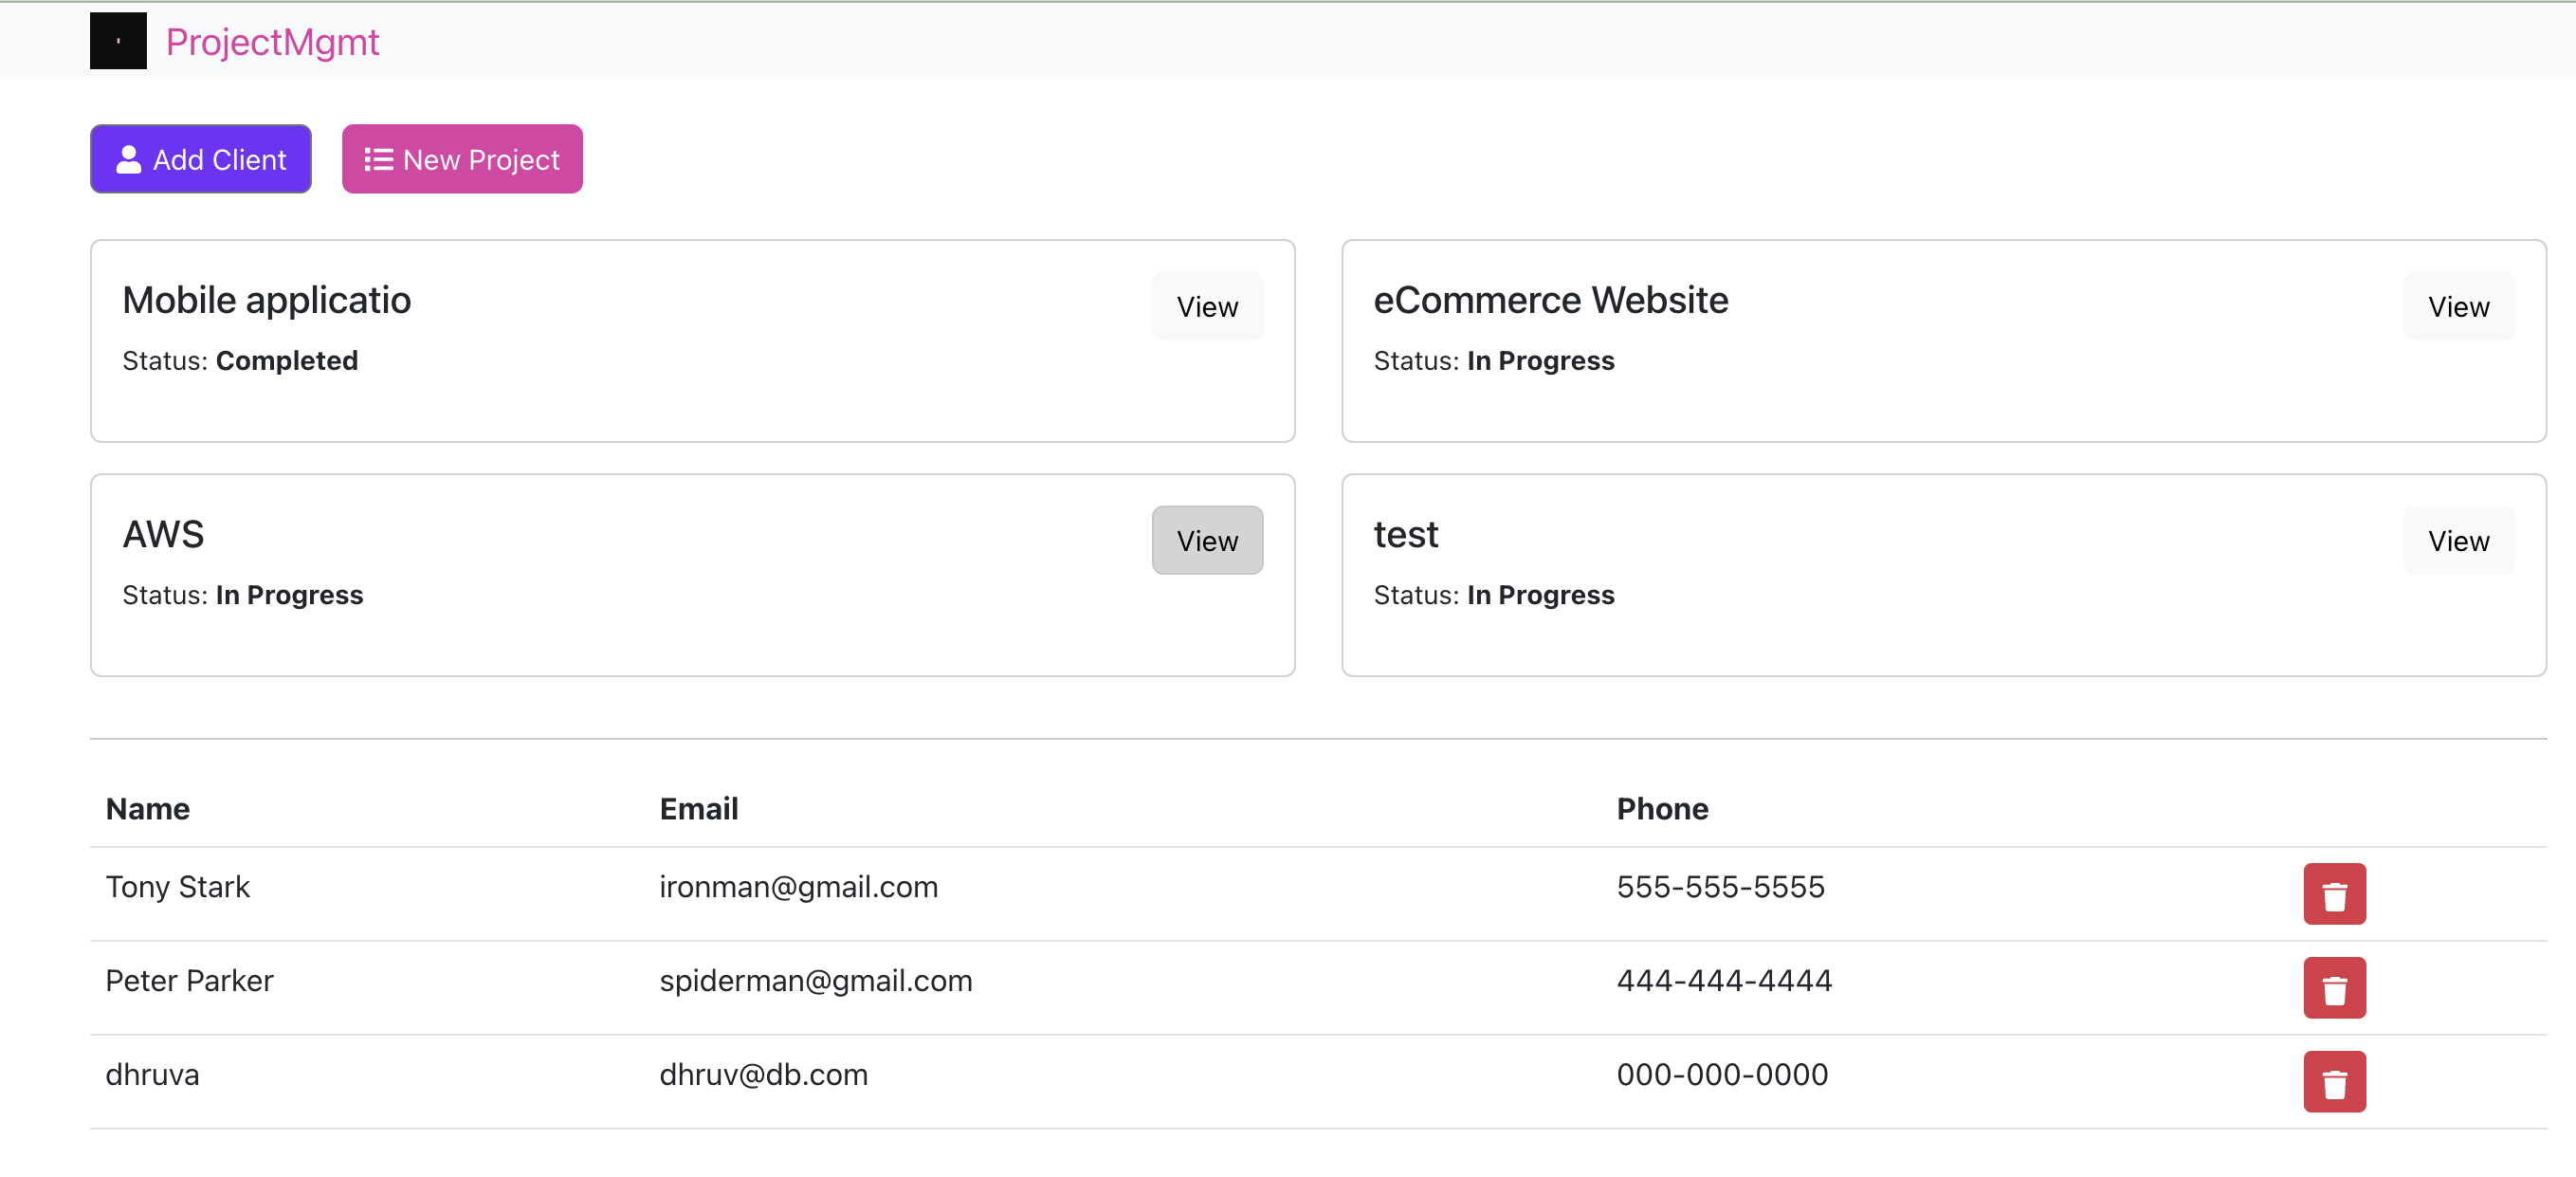 ProjectMgmt
Add Client New Project
Mobile applicatio View
Status: Completed
eCommerce Website View
Status: In Progress
AWS View
Status: In Progress
test View
Status: In Progress
Name Email Phone
Tony Stark ironman@gmail.com 555-555-5555
Peter Parker spiderman@gmail.com 444-444-4444
dhruva dhruv@db.com 000-000-0000